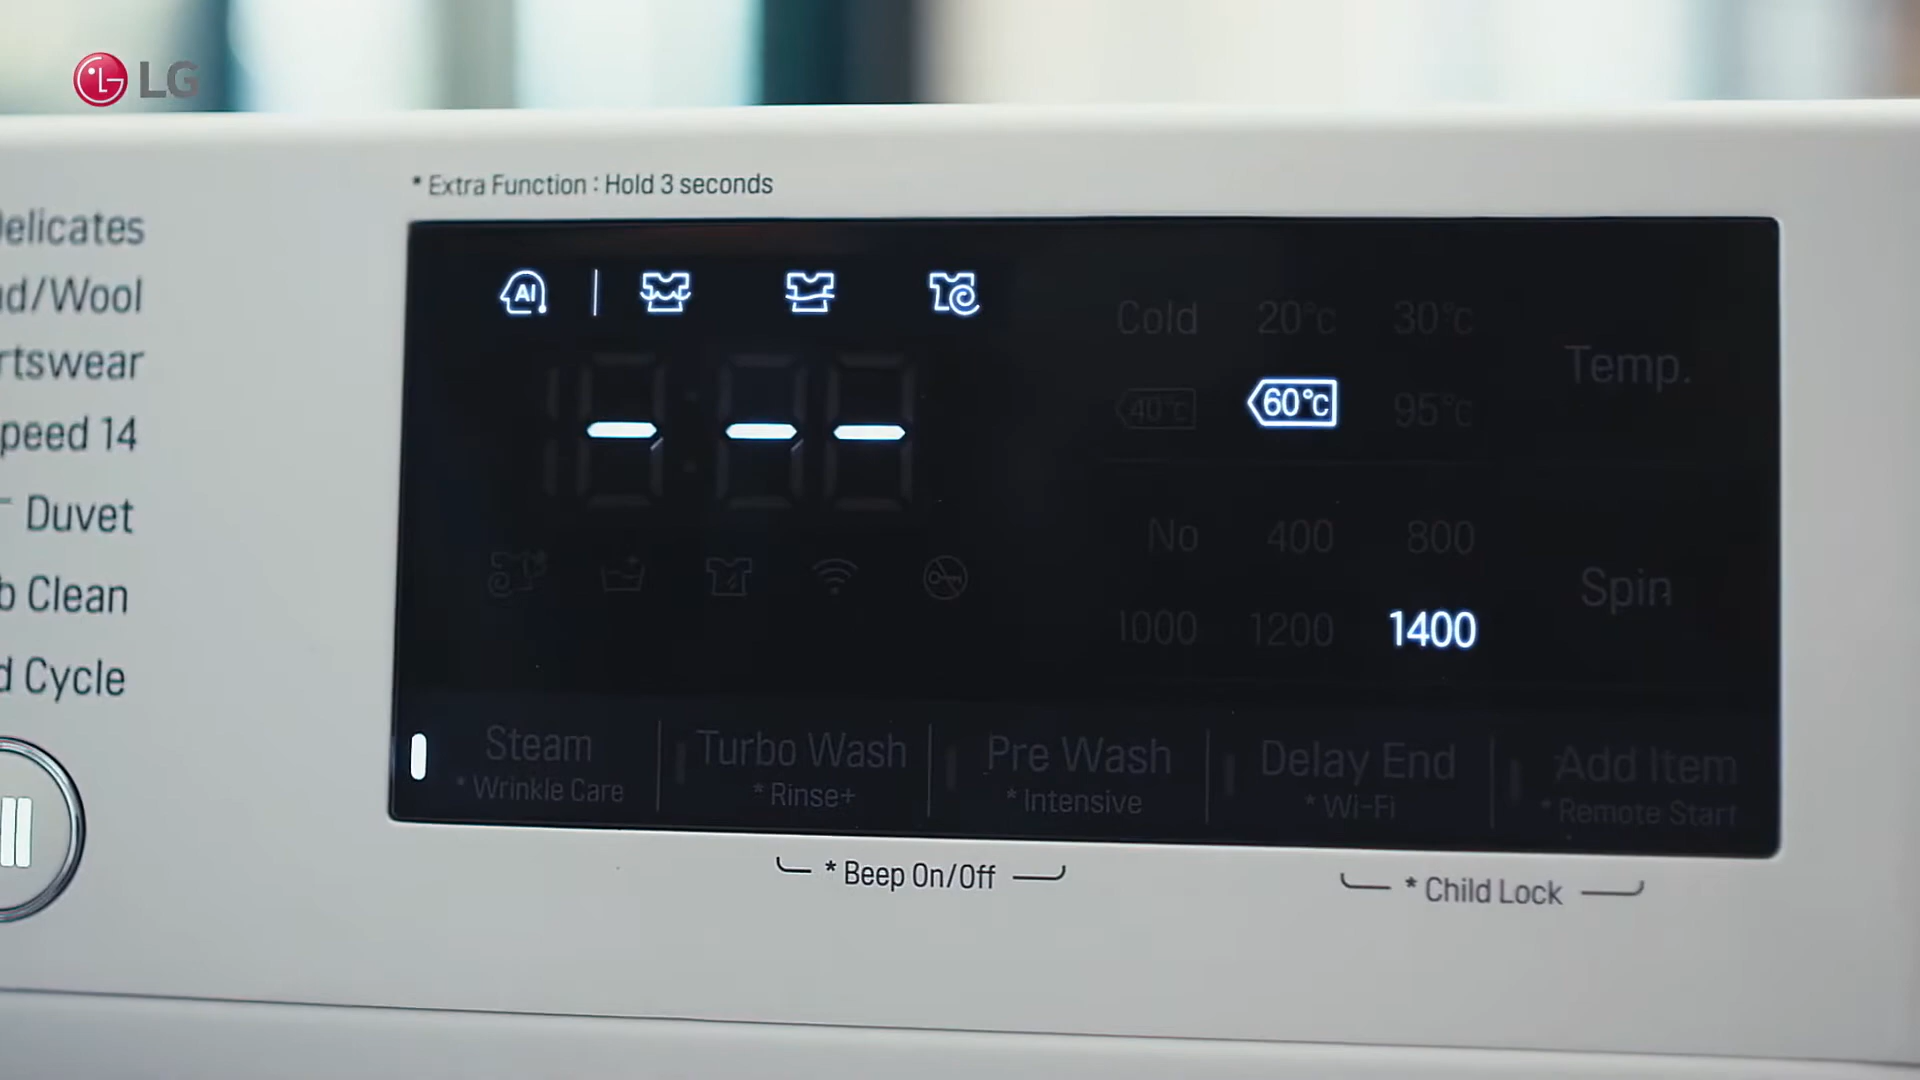 LG
* Extra Function : Hold 3 seconds
elicates
d/Wool
rtswear
peed 14
Duvet
b Clean
d Cycle
AI
- - -
Cold 20°c 30°c
40°c 60°c 95°c
Temp.
No 400 800
1000 1200 1400
Spin
Steam
* Wrinkle Care
Turbo Wash
* Rinse+
Pre Wash
* Intensive
Delay End
* Wi-Fi
Add Item
* Remote Start
* Beep On/Off
* Child Lock